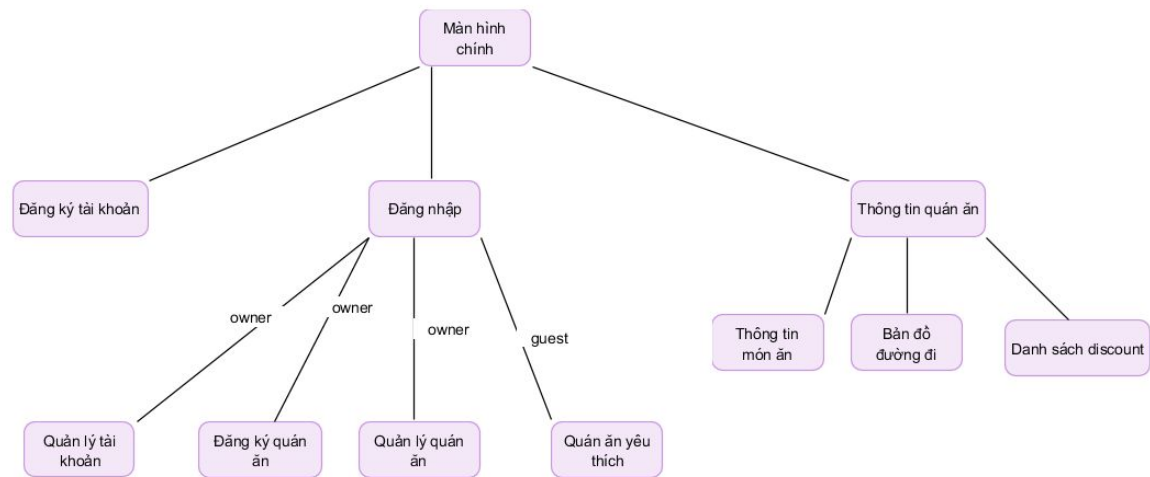 Màn hình
chính
Đăng ký tài khoản
Đăng nhập
Thông tin quán ăn
owner
owner
owner
guest
Thông tin
món ăn
Bản đồ
đường đi
Danh sách discount
Quản lý tài
khoản
Đăng ký quán
ăn
Quản lý quán
ăn
Quán ăn yêu
thích